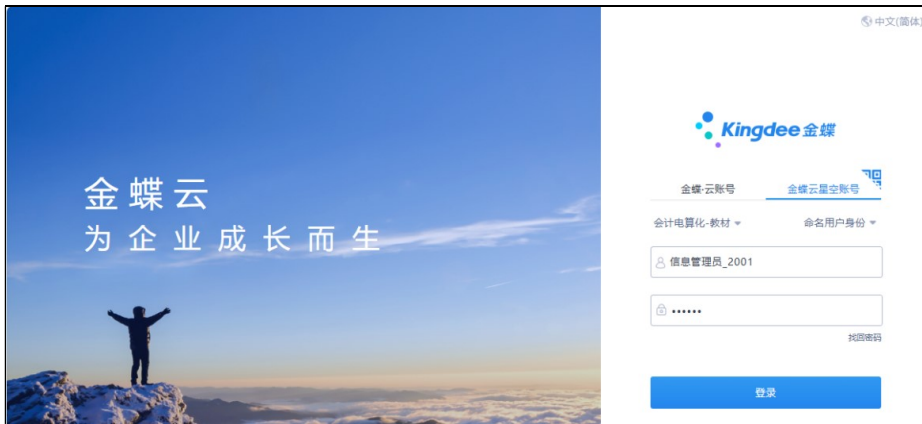 中文(简体)
Kingdee金蝶
金蝶云
为企业成长而生
金蝶-云账号
金蝶云星空账号
会计电算化-教材
命名用户身份
信息管理员_2001
••••••
找回密码
登录